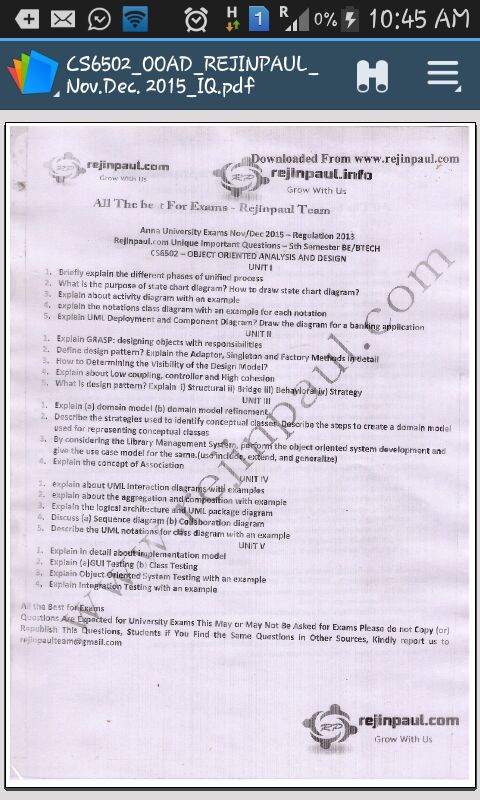 H 1 R 0% 10:45 AM
CS6502_OOAD_REJINPAUL_
Nov.Dec. 2015_IQ.pdf
Downloaded From www.rejinpaul.com
rejinpaul.com
Grow With Us
rejinpaul.info
Grow With Us
All The best For Exams - Rejinpaul Team
Anna University Exams Nov/Dec 2015 – Regulation 2013
Rejinpaul.com Unique Important Questions – 5th Semester BE/BTECH
CS6502 – OBJECT ORIENTED ANALYSIS AND DESIGN
UNIT I
1. Briefly explain the different phases of unified process
2. What is the purpose of state chart diagram? How to draw state chart diagram?
3. Explain about activity diagram with an example
4. explain the notations class diagram with an example for each notation
5. Explain UML Deployment and Component Diagram? Draw the diagram for a banking application
UNIT II
1. Explain GRASP: designing objects with responsibilities
2. Define design pattern? Explain the Adaptor, Singleton and Factory Methods in detail
3. How to Determining the Visibility of the Design Model?
4. Explain about Low coupling, controller and High cohesion
5. What is design pattern? Explain i) Structural ii) Bridge iii) Behavioral iv) Strategy
UNIT III
1. Explain (a) domain model (b) domain model refinement
2. Describe the strategies used to identify conceptual classes. Describe the steps to create a domain model
used for representing conceptual classes
3. By considering the Library Management System, perform the object oriented system development and
give the use case model for the same.(use include, extend, and generalize)
4. Explain the concept of Association
UNIT IV
1. explain about UML interaction diagrams with examples
2. explain about the aggregation and composition with example
3. Explain the logical architecture and UML package diagram
4. Discuss (a) Sequence diagram (b) Collaboration diagram
5. Describe the UML notations for class diagram with an example
UNIT V
1. Explain in detail about implementation model
2. Explain (a)GUI Testing (b) Class Testing
3. Explain Object Oriented System Testing with an example
4. Explain Integration Testing with an example
All the Best for Exams
Questions Are Expected for University Exams This May or May Not Be Asked for Exams Please do not Copy (or)
Republish This Questions, Students if You Find the Same Questions in Other Sources, Kindly report us to
rejinpaulteam@gmail.com
www.rejinpaul.com
rejinpaul.com
Grow With Us